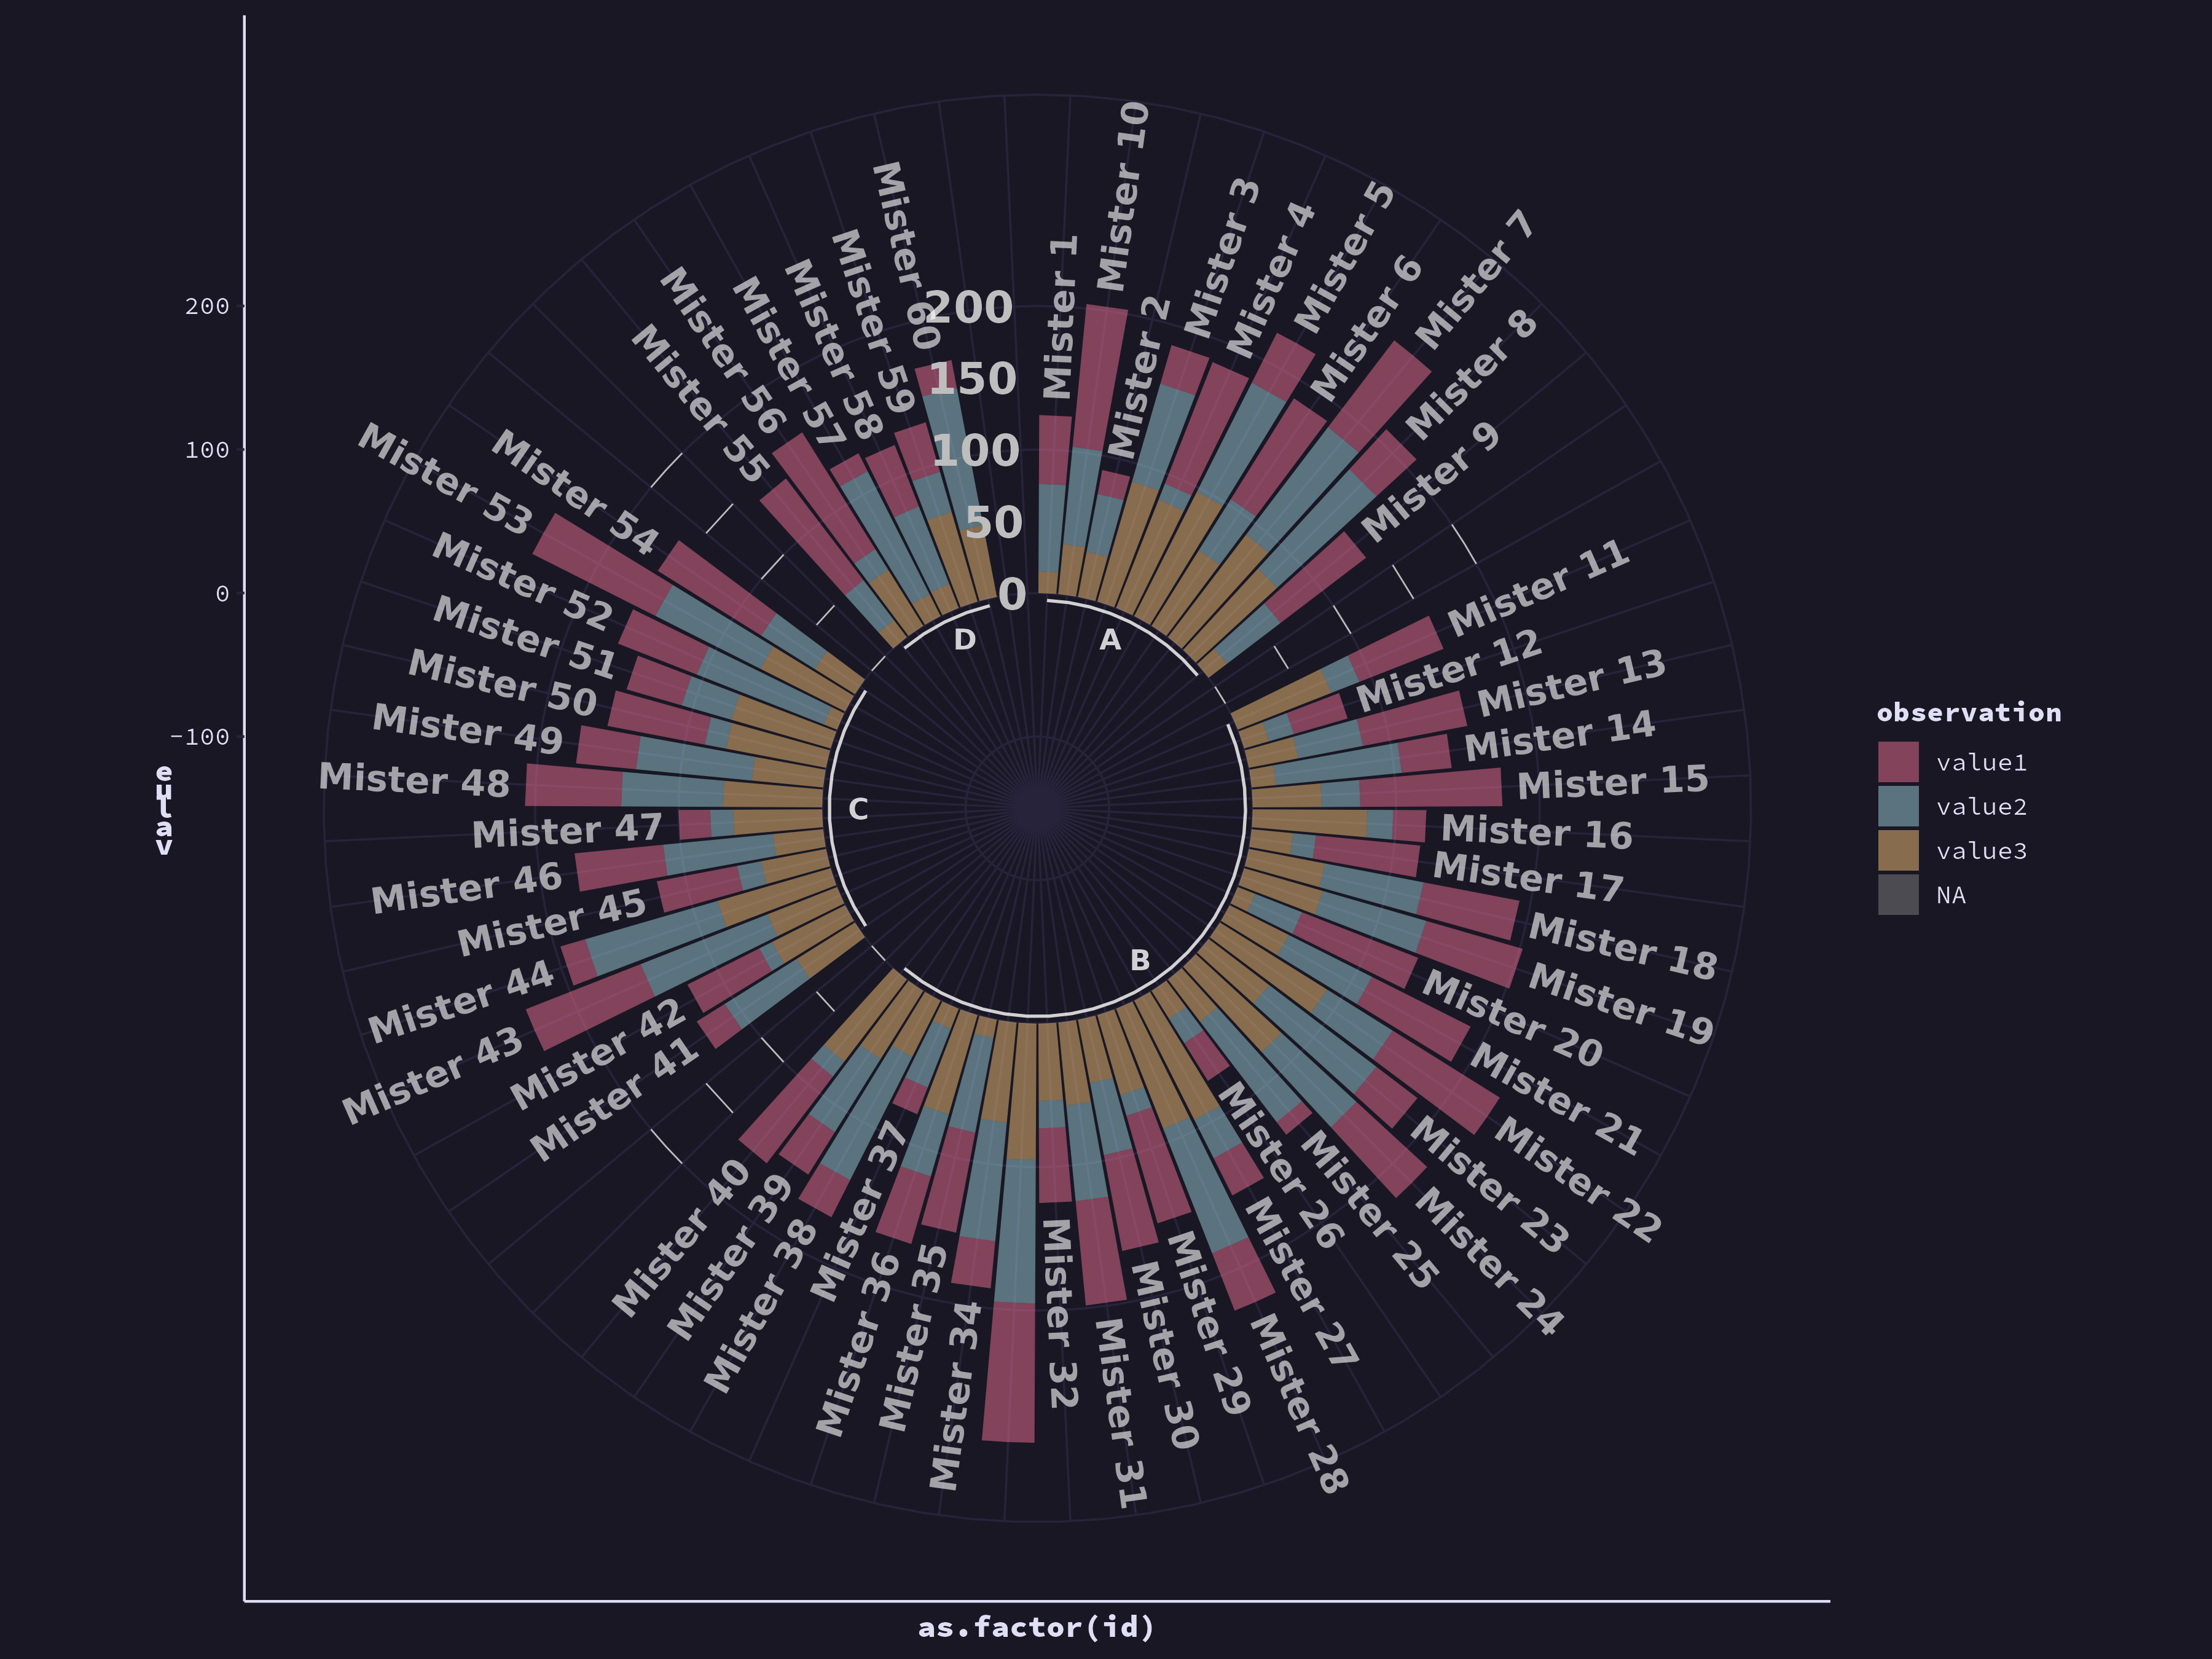 200
100
0
-100
value
as.factor(id)
observation
value1
value2
value3
NA
200
150
100
50
0
A
B
C
D
Mister 1
Mister 10
Mister 2
Mister 3
Mister 4
Mister 5
Mister 6
Mister 7
Mister 8
Mister 9
Mister 11
Mister 12
Mister 13
Mister 14
Mister 15
Mister 16
Mister 17
Mister 18
Mister 19
Mister 20
Mister 21
Mister 22
Mister 23
Mister 24
Mister 25
Mister 26
Mister 27
Mister 28
Mister 29
Mister 30
Mister 31
Mister 32
Mister 34
Mister 35
Mister 36
Mister 37
Mister 38
Mister 39
Mister 40
Mister 41
Mister 42
Mister 43
Mister 44
Mister 45
Mister 46
Mister 47
Mister 48
Mister 49
Mister 50
Mister 51
Mister 52
Mister 53
Mister 54
Mister 55
Mister 56
Mister 57
Mister 58
Mister 59
Mister 60